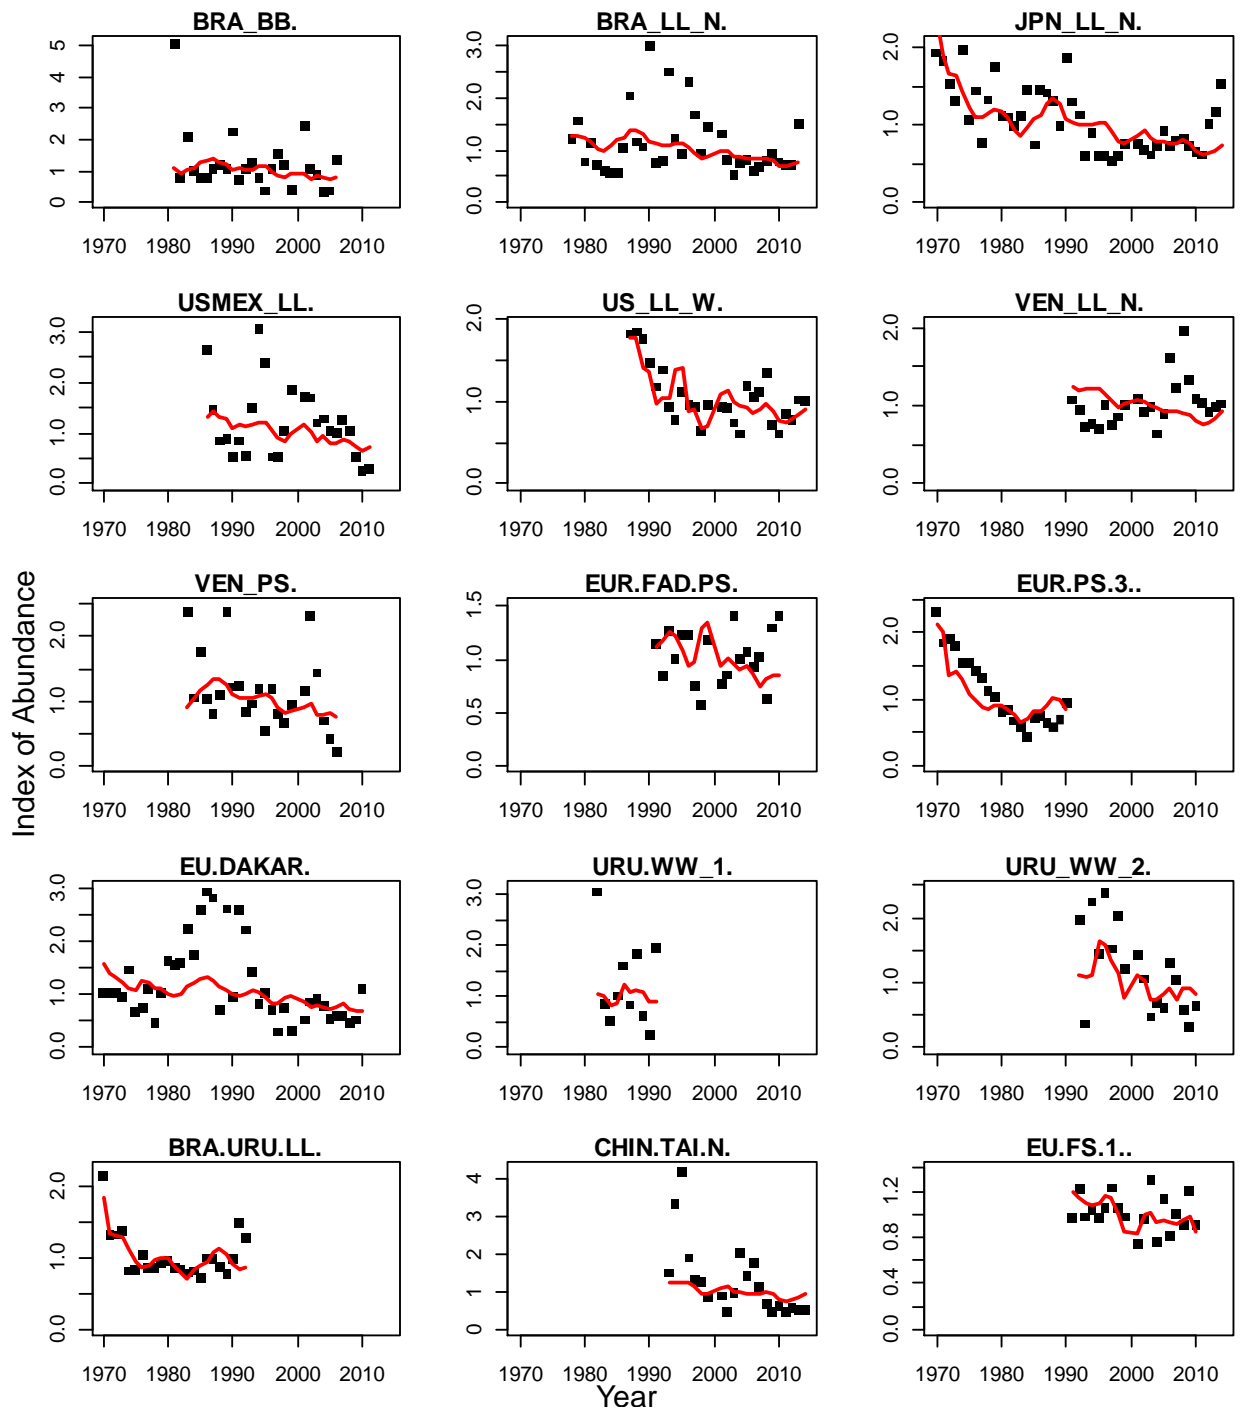 BRA_BB. BRA_LL_N. JPN_LL_N.
0 1 2 3 4 5 0.0 1.0 2.0 3.0 0.0 1.0 2.0
1970 1980 1990 2000 2010 1970 1980 1990 2000 2010 1970 1980 1990 2000 2010
USMEX_LL. US_LL_W. VEN_LL_N.
0.0 1.0 2.0 3.0 0.0 1.0 2.0 0.0 1.0 2.0
1970 1980 1990 2000 2010 1970 1980 1990 2000 2010 1970 1980 1990 2000 2010
Index of Abundance
VEN_PS. EUR.FAD.PS. EUR.PS.3..
0.0 1.0 2.0 0.0 0.5 1.0 1.5 0.0 1.0 2.0
1970 1980 1990 2000 2010 1970 1980 1990 2000 2010 1970 1980 1990 2000 2010
EU.DAKAR. URU.WW_1. URU_WW_2.
0.0 1.0 2.0 3.0 0.0 1.0 2.0 3.0 0.0 1.0 2.0
1970 1980 1990 2000 2010 1970 1980 1990 2000 2010 1970 1980 1990 2000 2010
BRA.URU.LL. CHIN.TAI.N. EU.FS.1..
0.0 1.0 2.0 0 1 2 3 4 0.0 0.4 0.8 1.2
1970 1980 1990 2000 2010 1970 1980 1990 2000 2010 1970 1980 1990 2000 2010
Year